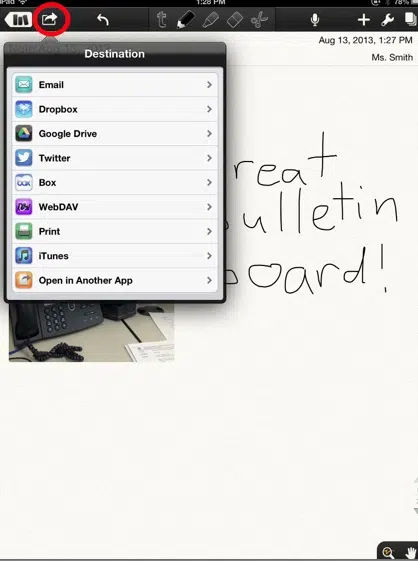 iPad
1:28 PM
78%
Aug 13, 2013, 1:27 PM
Ms. Smith
Destination
Email
Dropbox
Google Drive
Twitter
Box
WebDAV
Print
iTunes
Open in Another App
reat
ulletin
oard!